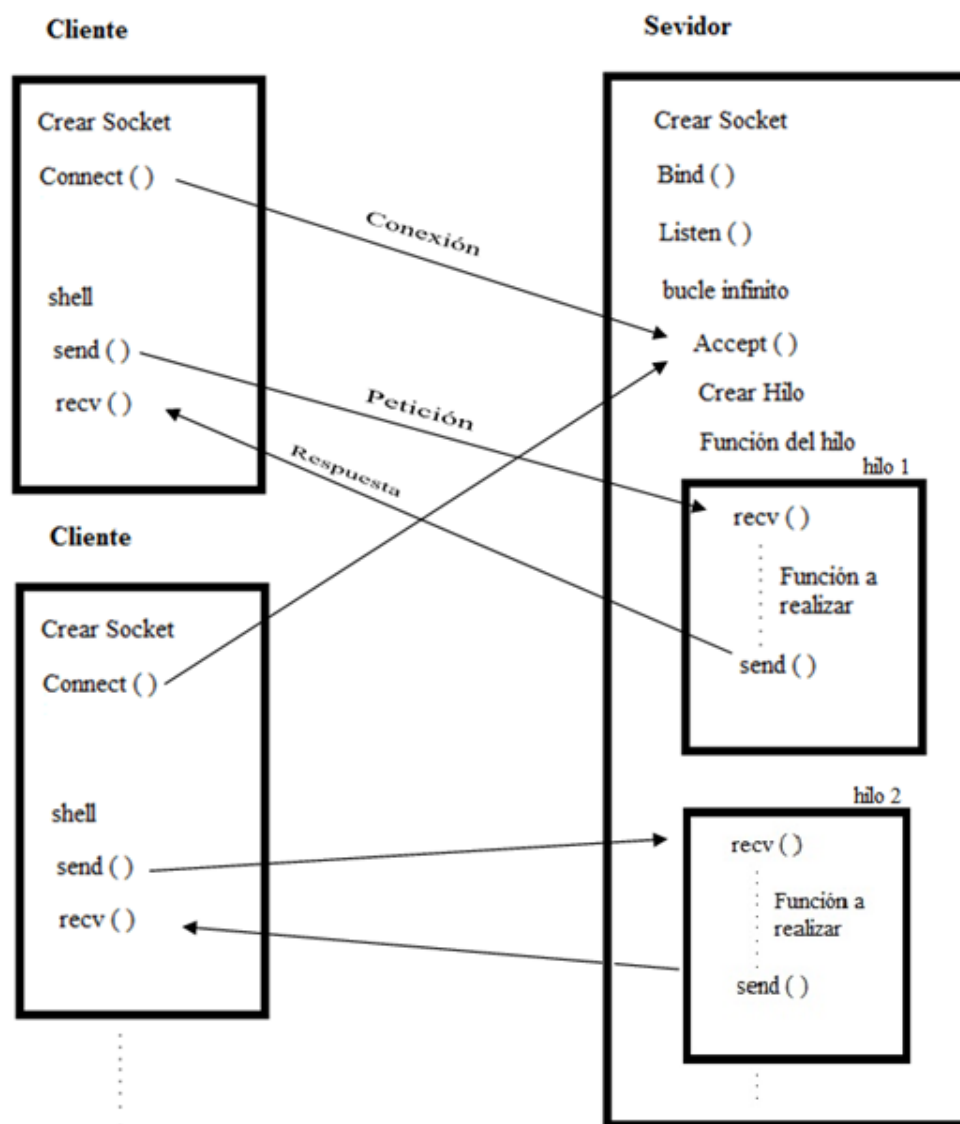 Cliente
Crear Socket
Connect ( )
shell
send ( )
recv ( )
Conexión
Petición
Respuesta
Cliente
Crear Socket
Connect ( )
shell
send ( )
recv ( )
Sevidor
Crear Socket
Bind ( )
Listen ( )
bucle infinito
Accept ( )
Crear Hilo
Función del hilo
hilo 1
recv ( )
Función a
realizar
send ( )
hilo 2
recv ( )
Función a
realizar
send ( )